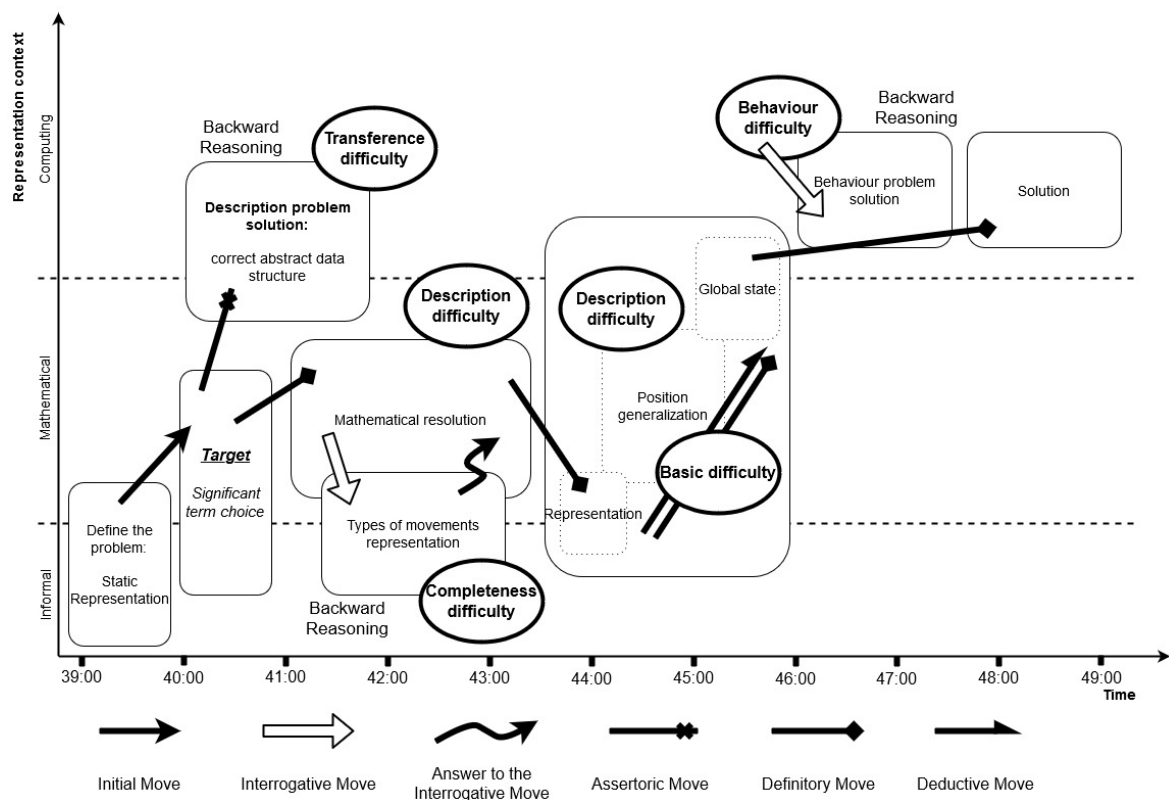 Representation context
Computing
Mathematical
Informal
Backward
Reasoning
Transference
difficulty
Description problem
solution:
correct abstract data
structure
Behaviour
difficulty
Backward
Reasoning
Behaviour problem
solution
Solution
Description
difficulty
Description
difficulty
Global state
Mathematical resolution
Position
generalization
Target
Significant
term choice
Basic difficulty
Define the
problem:
Static
Representation
Types of movements
representation
Representation
Completeness
difficulty
Backward
Reasoning
39:00 40:00 41:00 42:00 43:00 44:00 45:00 46:00 47:00 48:00 49:00
Time
Initial Move
Interrogative Move
Answer to the
Interrogative Move
Assertoric Move
Definitory Move
Deductive Move